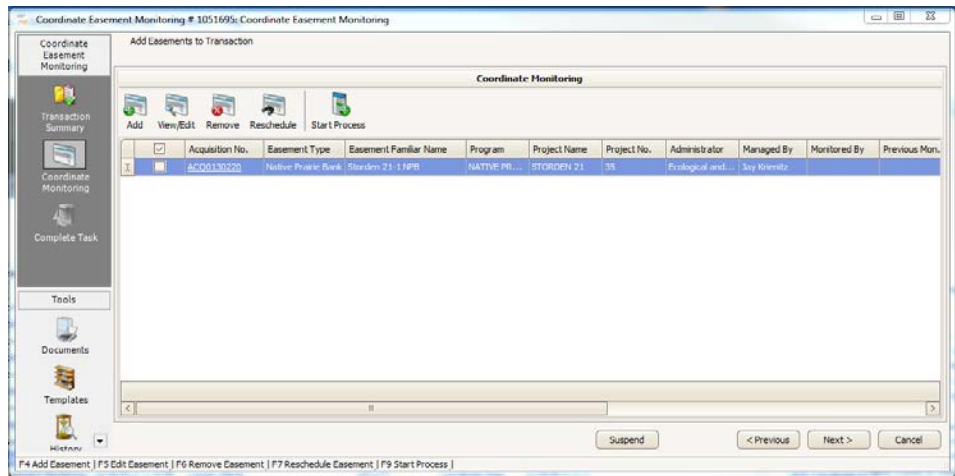 Coordinate Easement Monitoring # 1051695: Coordinate Easement Monitoring
Coordinate
Easement
Monitoring
Add Easements to Transaction
Coordinate Monitoring
Transaction
Summary
Coordinate
Monitoring
Complete Task
Add View/Edit Remove Reschedule Start Process
Acquisition No. Easement Type Easement Familiar Name Program Project Name Project No. Administrator Managed By Monitored By Previous Mon.
ACQ0130220 Native Prairie Bank Storden 21-1 NPB NATIVE PR... STORDEN 21 Ecological and... Jay Krienitz
Tools
Documents
Templates
History
Suspend < Previous Next > Cancel
F4 Add Easement | F5 Edit Easement | F6 Remove Easement | F7 Reschedule Easement | F9 Start Process |